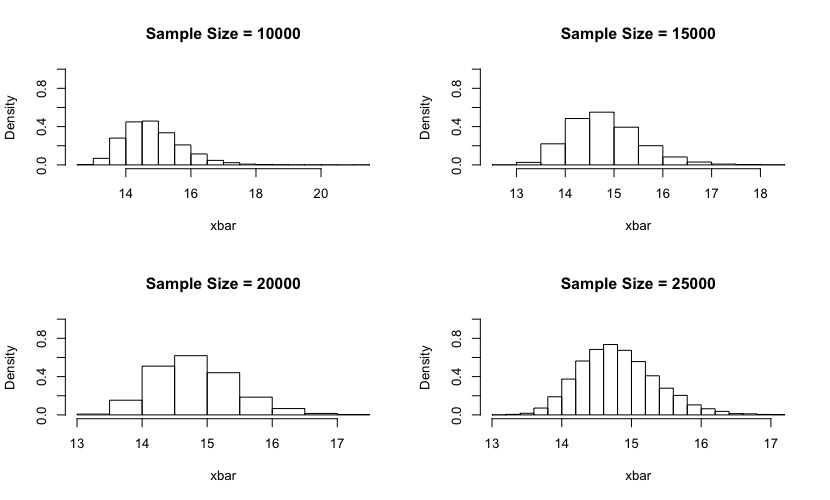 Sample Size = 10000
Density
0.0 0.4 0.8
14 16 18 20
xbar
Sample Size = 15000
Density
0.0 0.4 0.8
13 14 15 16 17 18
xbar
Sample Size = 20000
Density
0.0 0.4 0.8
13 14 15 16 17
xbar
Sample Size = 25000
Density
0.0 0.4 0.8
13 14 15 16 17
xbar